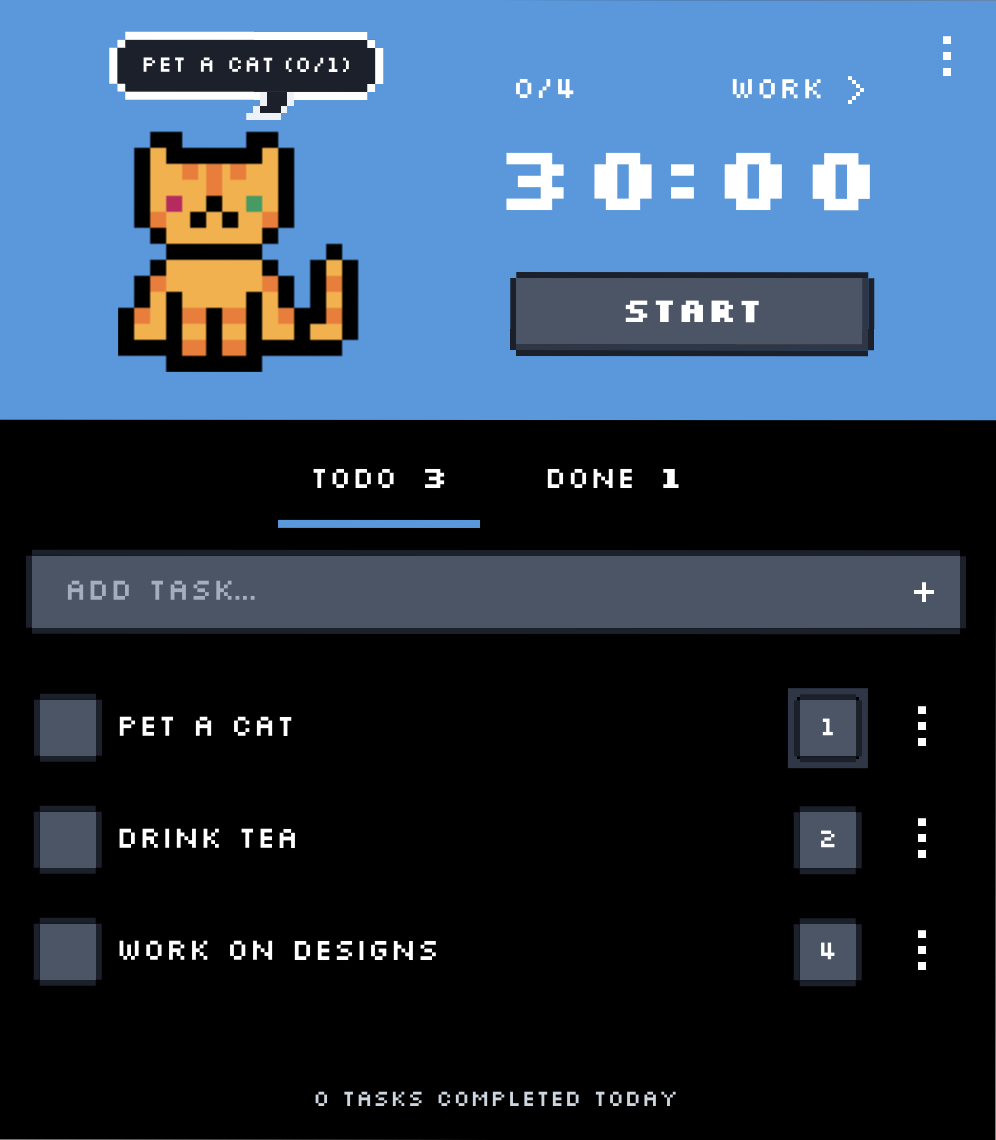 PET A CAT (0/1)
0/4 WORK >
30:00
START
TODO 3 DONE 1
ADD TASK... +
PET A CAT 1
DRINK TEA 2
WORK ON DESIGNS 4
0 TASKS COMPLETED TODAY